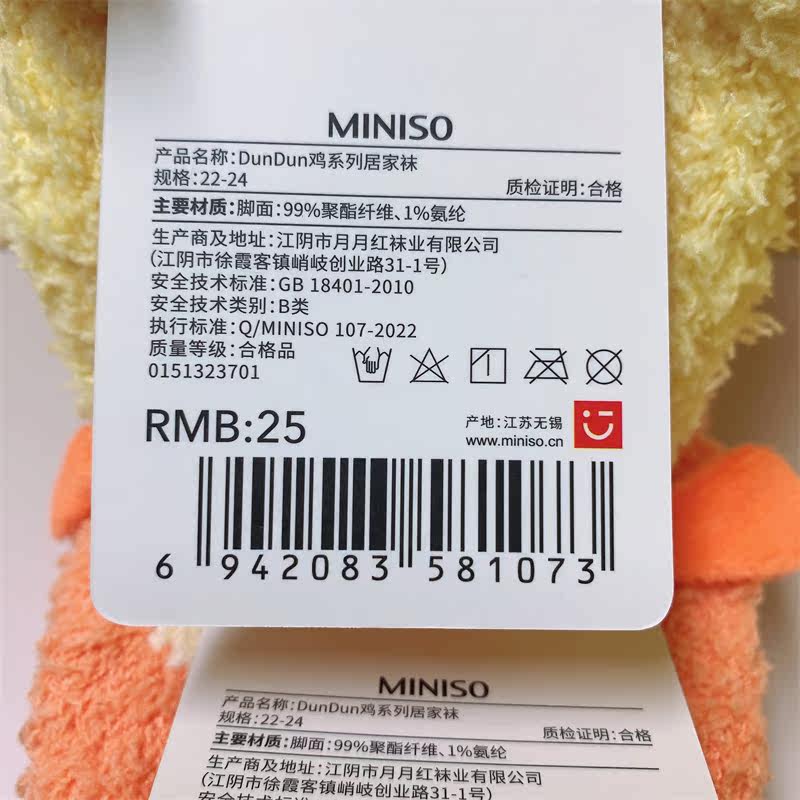 MINISO
产品名称:DunDun鸡系列居家袜
规格:22-24
质检证明:合格
主要材质:脚面:99%聚酯纤维、1%氨纶
生产商及地址:江阴市月月红袜业有限公司
(江阴市徐霞客镇峭岐创业路31-1号)
安全技术标准:GB 18401-2010
安全技术类别:B类
执行标准:Q/MINISO 107-2022
质量等级:合格品
0151323701
RMB:25
产地:江苏无锡
www.miniso.cn
6 942083 581073
MINISO
产品名称:DunDun鸡系列居家袜
规格:22-24
质检证明:合格
主要材质:脚面:99%聚酯纤维、1%氨纶
生产商及地址:江阴市月月红袜业有限公司
(江阴市徐霞客镇峭岐创业路31-1号)